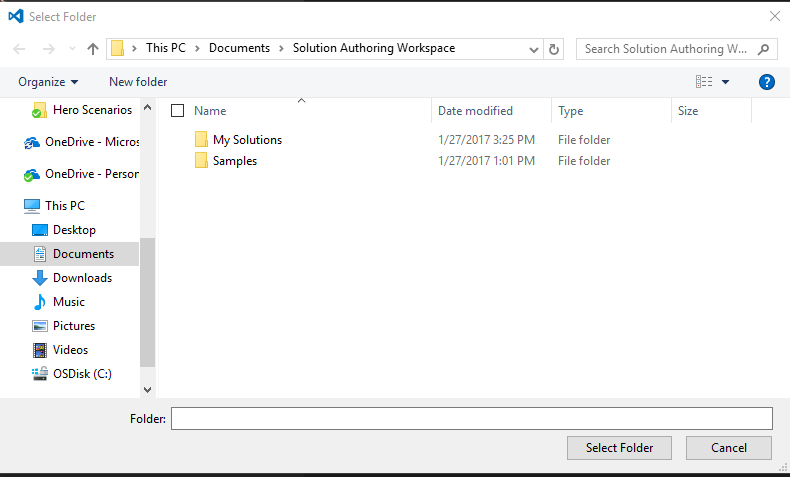 Select Folder
This PC > Documents > Solution Authoring Workspace
Search Solution Authoring W...
Organize
New folder
?
Hero Scenarios
OneDrive - Micros
OneDrive - Person
This PC
Desktop
Documents
Downloads
Music
Pictures
Videos
OSDisk (C:)
Name Date modified Type Size
My Solutions 1/27/2017 3:25 PM File folder
Samples 1/27/2017 1:01 PM File folder
Folder:
Select Folder Cancel